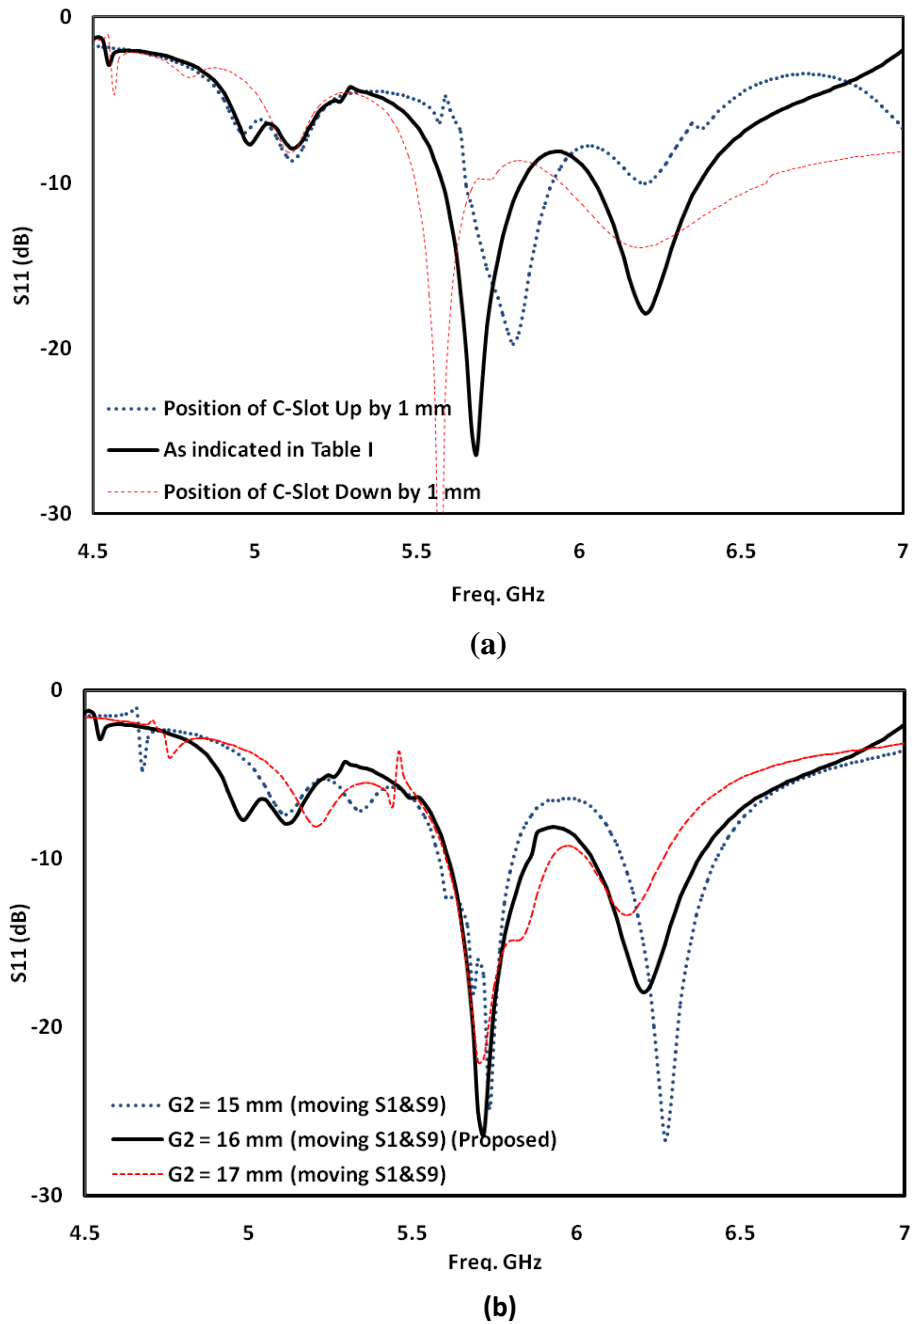 0
-10
-20
-30
S11 (dB)
Position of C-Slot Up by 1 mm
As indicated in Table I
Position of C-Slot Down by 1 mm
4.5 5 5.5 6 6.5 7
Freq. GHz
(a)
0
-10
-20
-30
S11 (dB)
G2 = 15 mm (moving S1&S9)
G2 = 16 mm (moving S1&S9) (Proposed)
G2 = 17 mm (moving S1&S9)
4.5 5 5.5 6 6.5 7
Freq. GHz
(b)